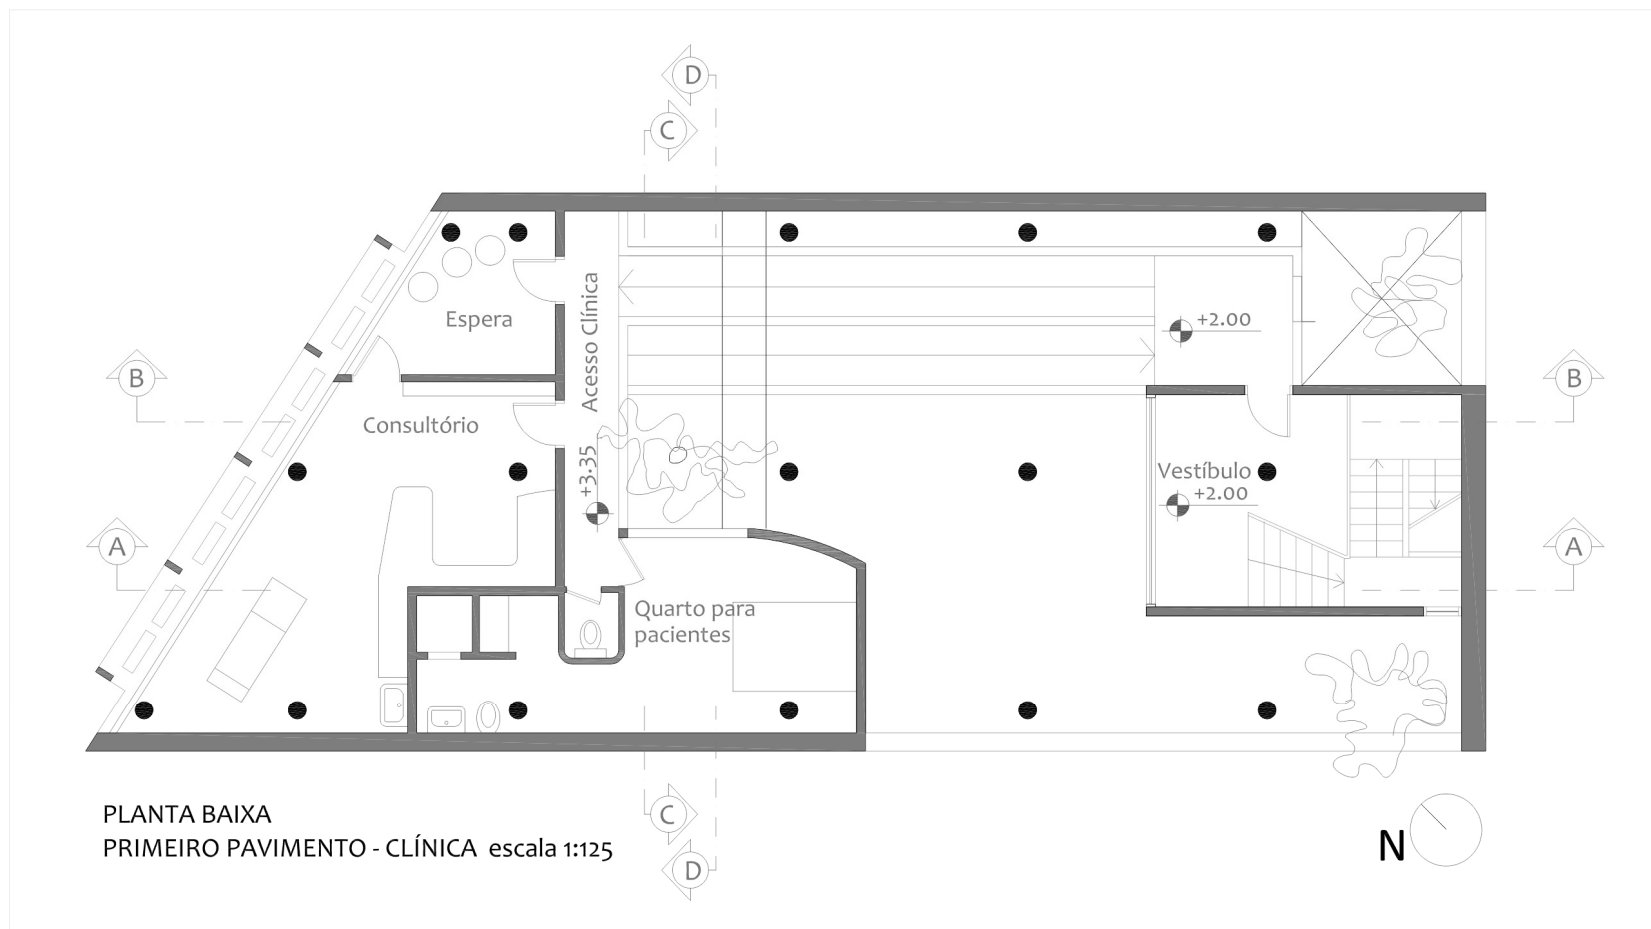 D
C
Espera
Acesso Clínica
+2.00
B
B
Consultório
+3.35
Vestíbulo
+2.00
A
A
Quarto para
pacientes
C
D
PLANTA BAIXA
PRIMEIRO PAVIMENTO - CLÍNICA escala 1:125
N